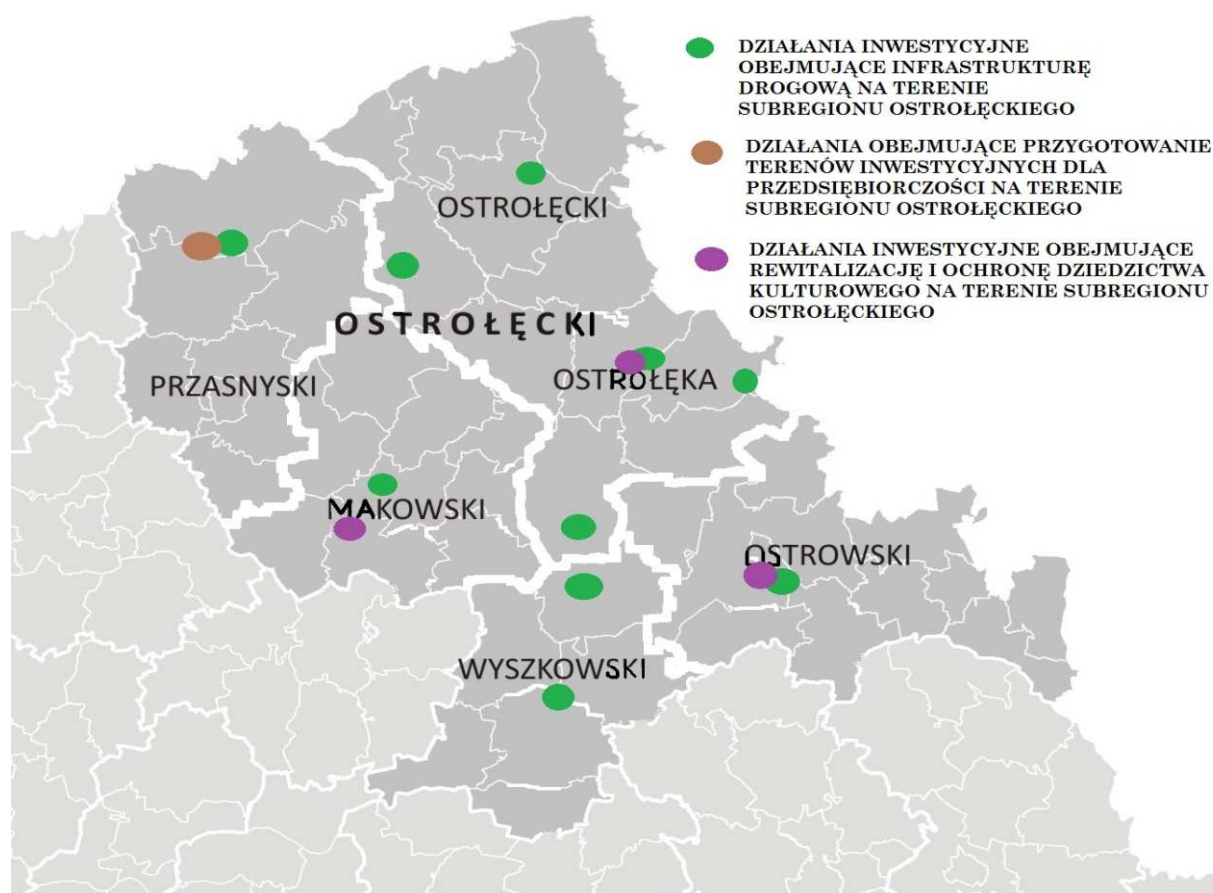 DZIAŁANIA INWESTYCYJNE
OBEJMUJĄCE INFRASTRUKTURĘ
DROGOWĄ NA TERENIE
SUBREGIONU OSTROŁĘCKIEGO
DZIAŁANIA OBEJMUJĄCE PRZYGOTOWANIE
TERENÓW INWESTYCYJNYCH DLA
PRZEDSIĘBIORCZOŚCI NA TERENIE
SUBREGIONU OSTROŁĘCKIEGO
DZIAŁANIA INWESTYCYJNE OBEJMUJĄCE
REWITALIZACJĘ I OCHRONĘ DZIEDZICTWA
KULTUROWEGO NA TERENIE SUBREGIONU
OSTROŁĘCKIEGO
OSTROŁĘCKI
OSTROŁĘCKI
PRZASNYSKI
OSTROŁĘKA
MAKOWSKI
OSTROWSKI
WYSZKOWSKI